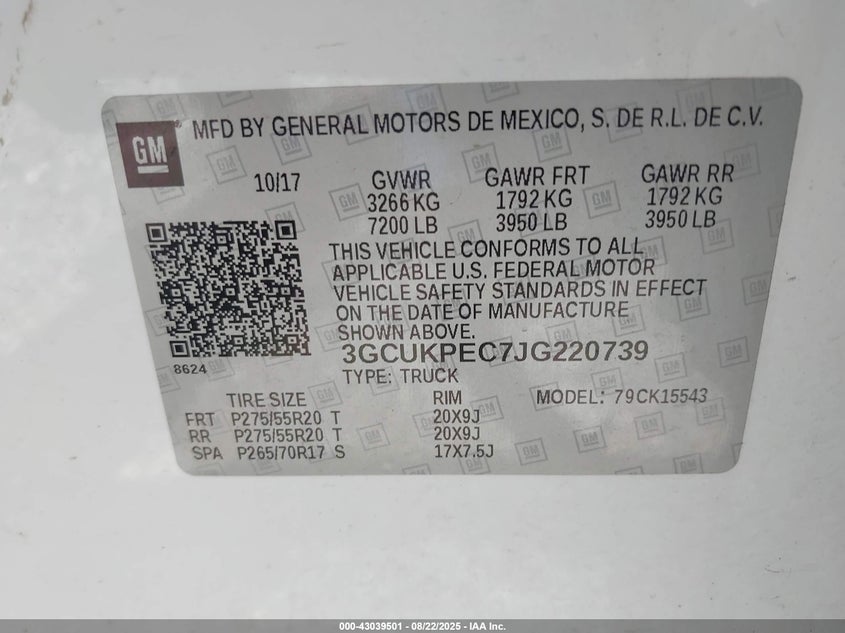 GM
MFD BY GENERAL MOTORS DE MEXICO, S. DE R.L. DE C.V.
10/17 GVWR GAWR FRT GAWR RR
3266 KG 1792 KG 1792 KG
7200 LB 3950 LB 3950 LB
THIS VEHICLE CONFORMS TO ALL
APPLICABLE U.S. FEDERAL MOTOR
VEHICLE SAFETY STANDARDS IN EFFECT
ON THE DATE OF MANUFACTURE
SHOWN ABOVE.
8624
3GCUKPEC7JG220739
TYPE: TRUCK
TIRE SIZE RIM MODEL: 79CK15543
FRT P275/55R20 T 20X9J
RR P275/55R20 T 20X9J
SPA P265/70R17 S 17X7.5J
000-43039501 - 08/22/2025 - IAA Inc.